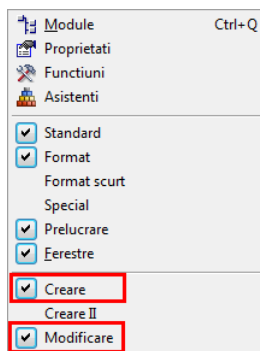 Module Ctrl+Q
Proprietati
Functiuni
Asistenti
Standard
Format
Format scurt
Special
Prelucrare
Ferestre
Creare
Creare II
Modificare